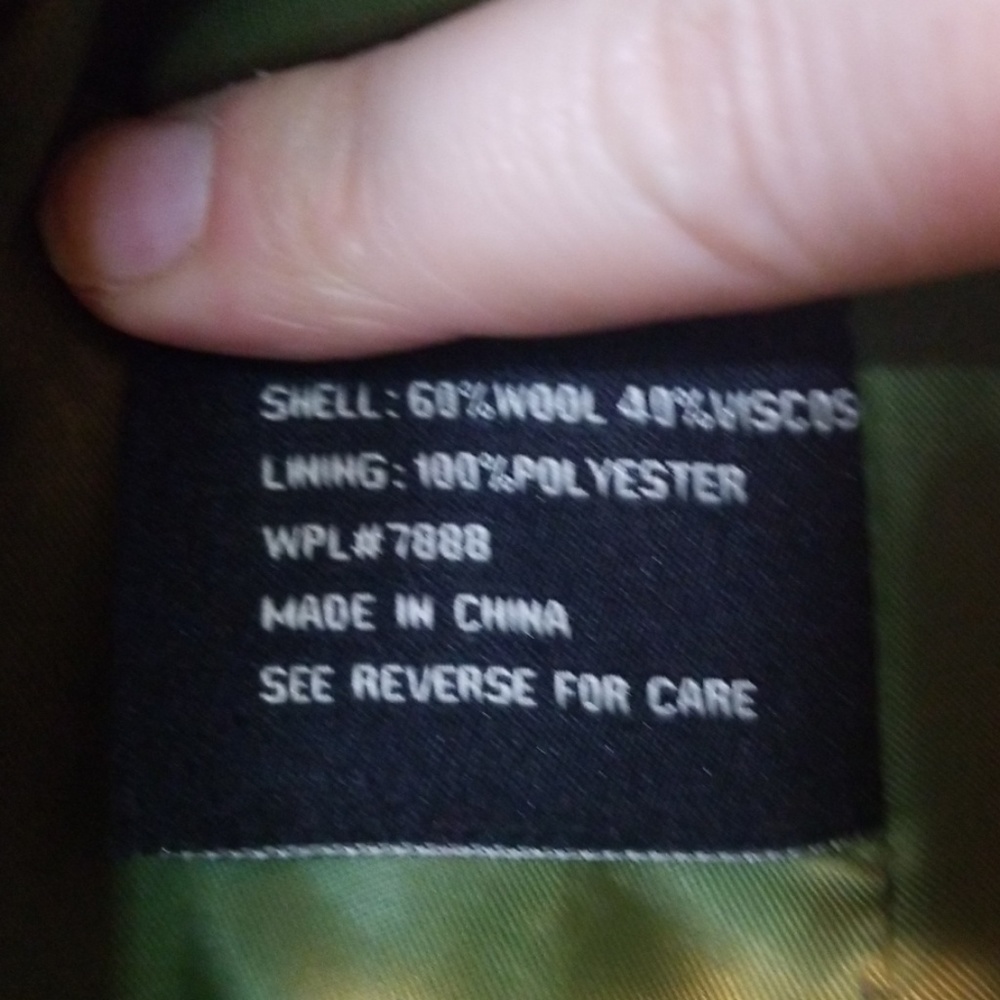 SHELL: 60%WOOL 40%VISCOS
LINING: 100%POLYESTER
WPL#7888
MADE IN CHINA
SEE REVERSE FOR CARE